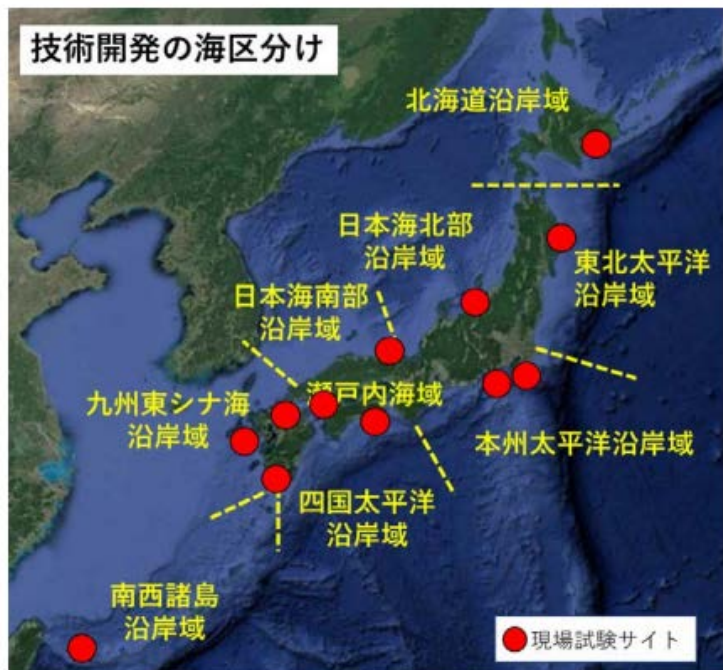 技術開発の海区分け
北海道沿岸域
日本海北部
沿岸域
東北太平洋
沿岸域
日本海南部
沿岸域
瀬戸内海域
九州東シナ海
沿岸域
本州太平洋沿岸域
四国太平洋
沿岸域
南西諸島
沿岸域
現場試験サイト